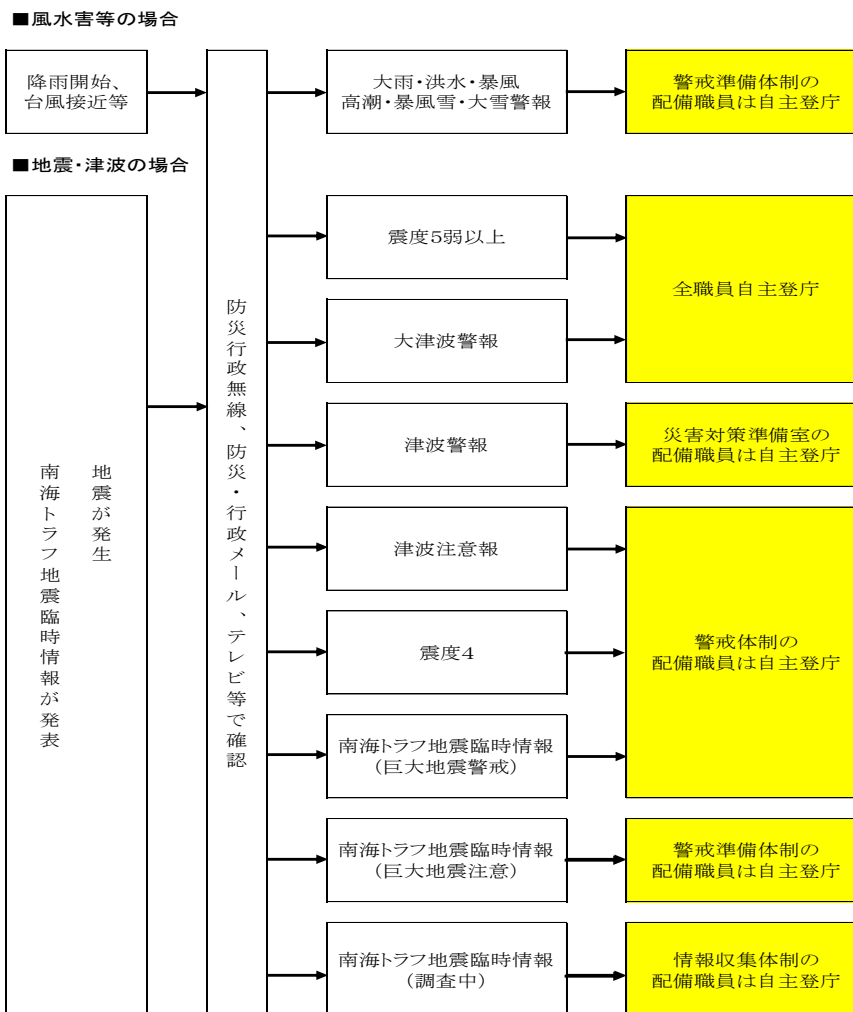 ■風水害等の場合
降雨開始、
台風接近等
大雨・洪水・暴風
高潮・暴風雪・大雪警報
警戒準備体制の
配備職員は自主登庁
■地震・津波の場合
地震が発生
南海トラフ地震臨時情報が発表
防災行政無線、防災・行政メール、テレビ等で確認
震度5弱以上
全職員自主登庁
大津波警報
津波警報
災害対策準備室の
配備職員は自主登庁
津波注意報
震度4
警戒体制の
配備職員は自主登庁
南海トラフ地震臨時情報
(巨大地震警戒)
南海トラフ地震臨時情報
(巨大地震注意)
警戒準備体制の
配備職員は自主登庁
南海トラフ地震臨時情報
(調査中)
情報収集体制の
配備職員は自主登庁